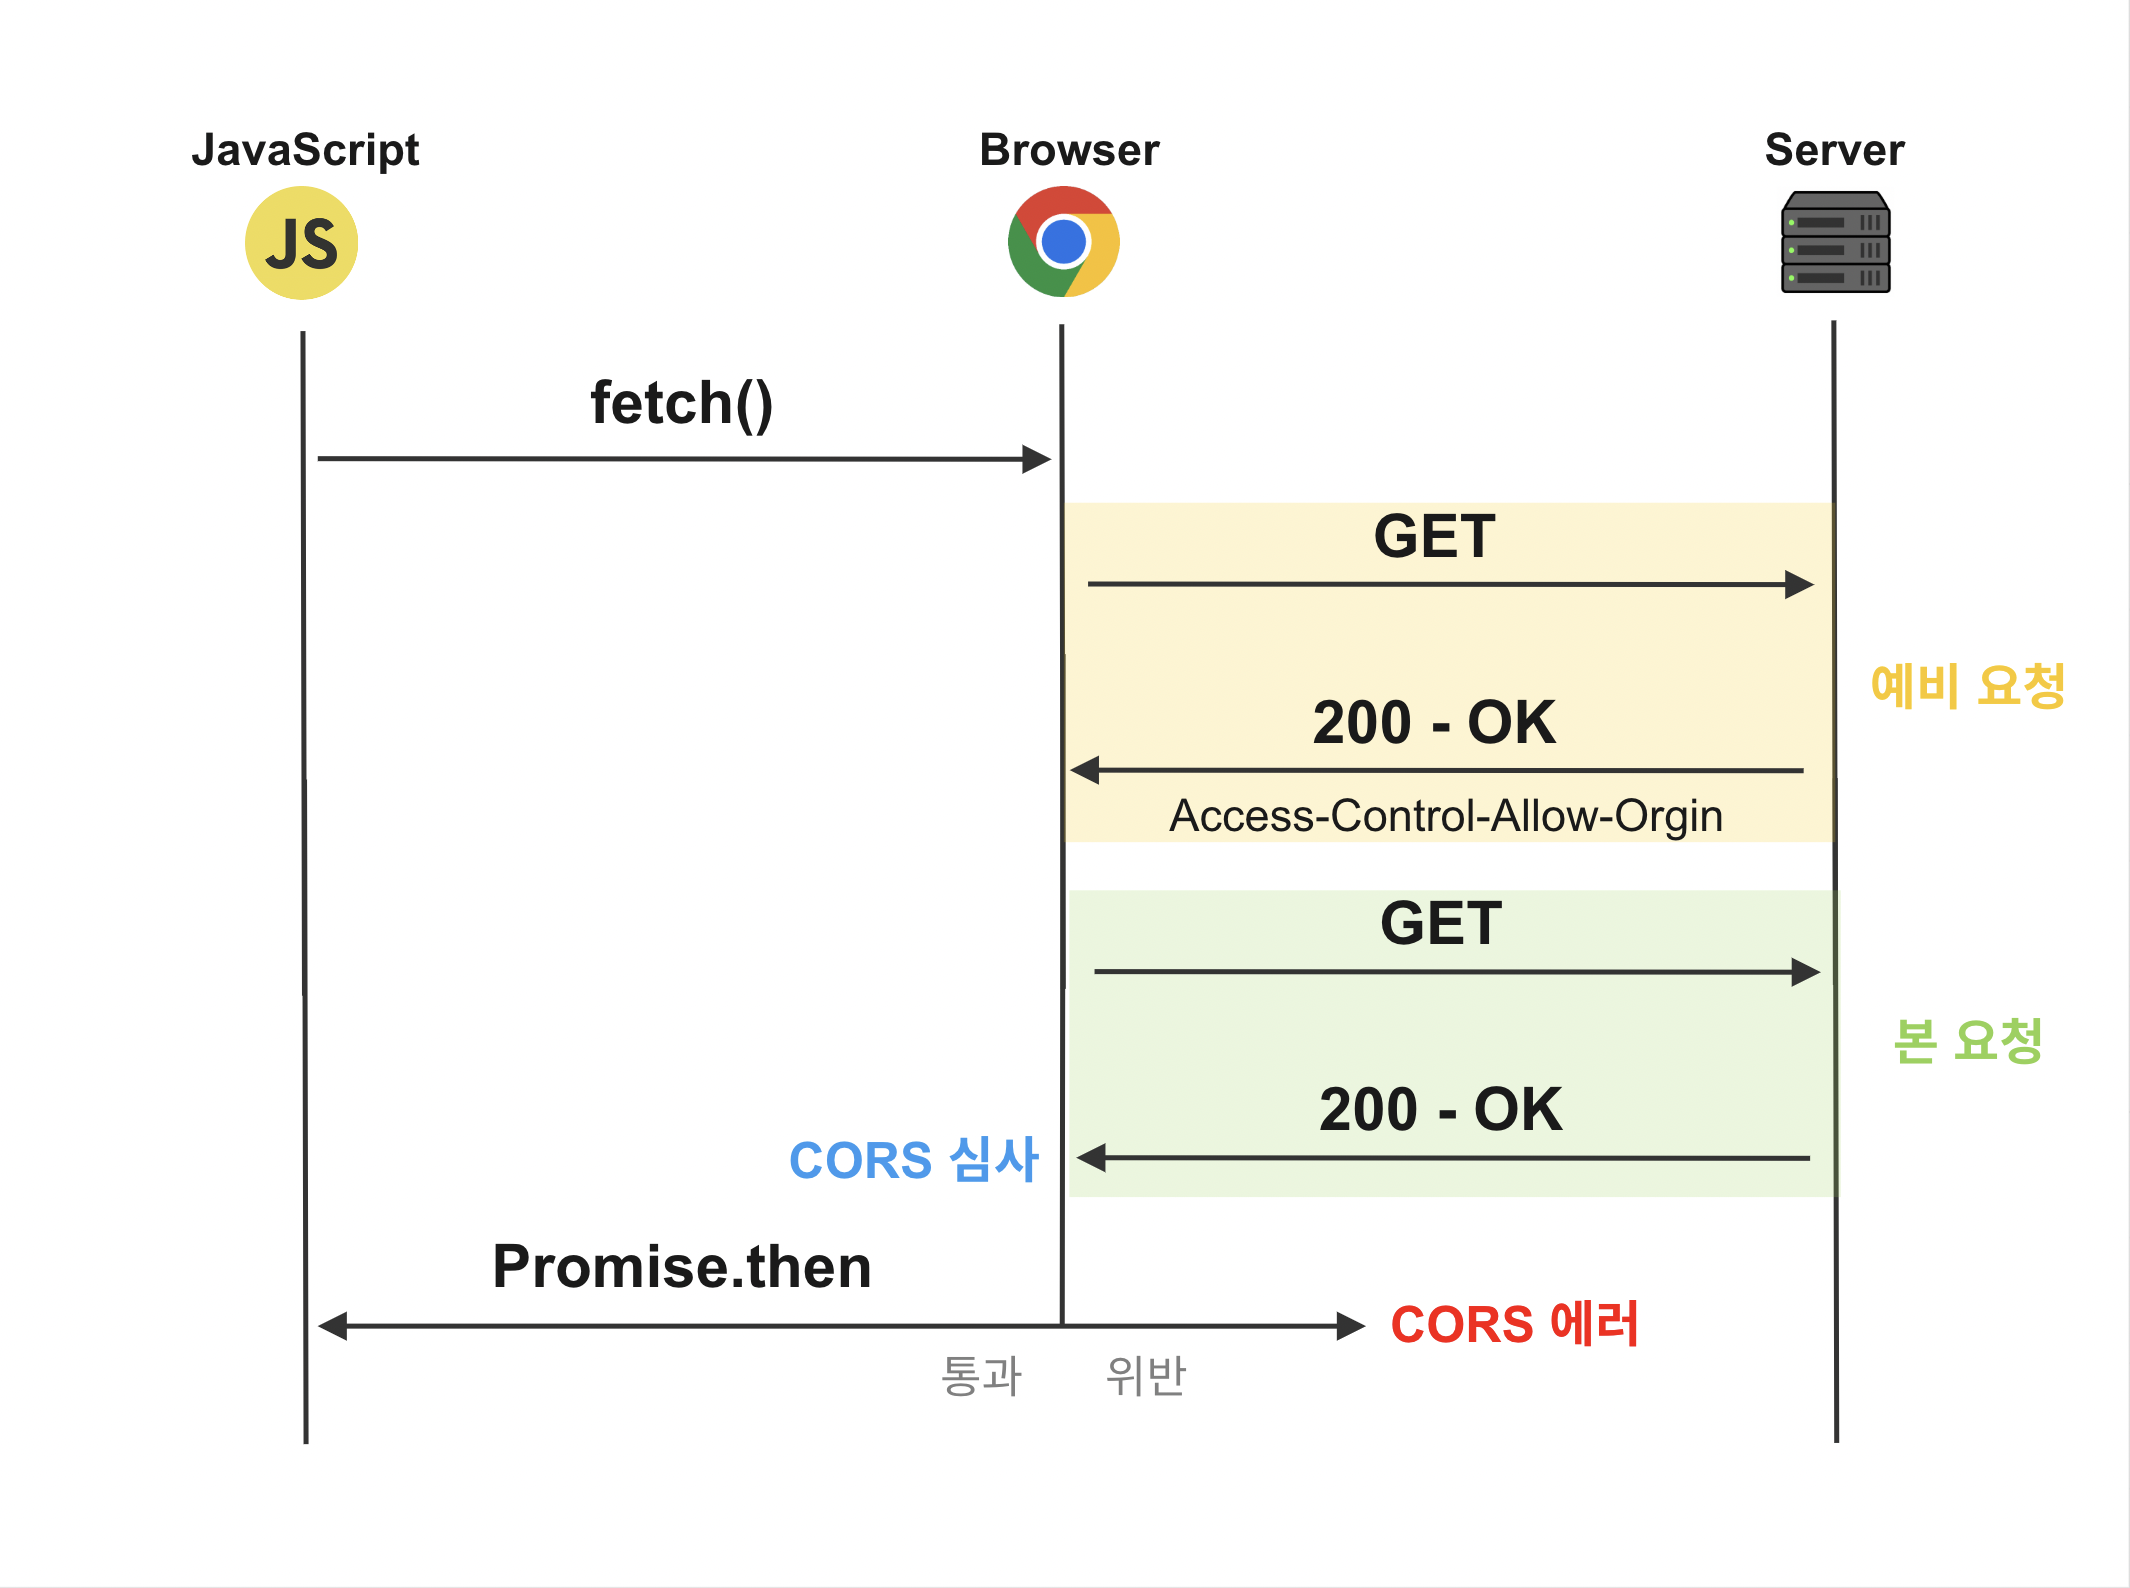 JavaScript
Browser
Server
JS
fetch()
GET
예비 요청
200 - OK
Access-Control-Allow-Orgin
GET
본 요청
200 - OK
CORS 심사
Promise.then
CORS 에러
통과
위반